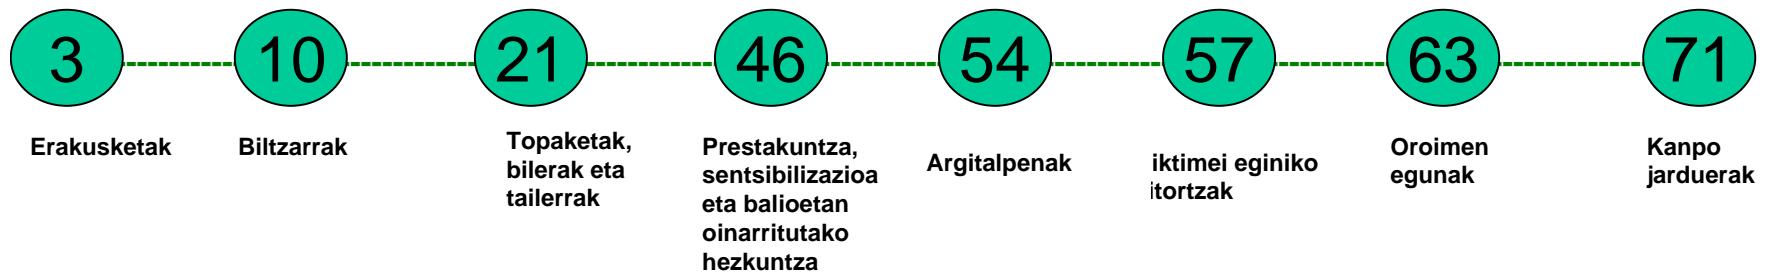 3
10
21
46
54
57
63
71
Erakusketak
Biltzarrak
Topaketak,
bilerak eta
tailerrak
Prestakuntza,
sentsibilizazioa
eta balioetan
oinarritutako
hezkuntza
Argitalpenak
iktimei eginiko
itortzak
Oroimen
egunak
Kanpo
jarduerak